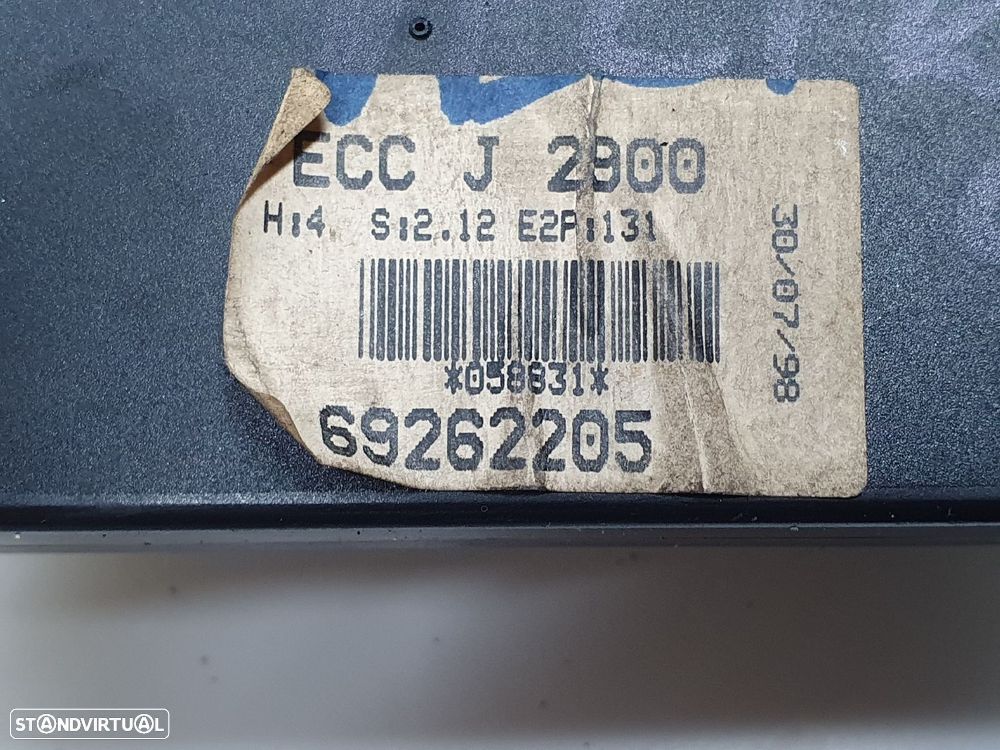 ECC J 2900
H:4 S:2.12 E2P:131
*058831*
69262205
30/07/98
STANDVIRTUAL